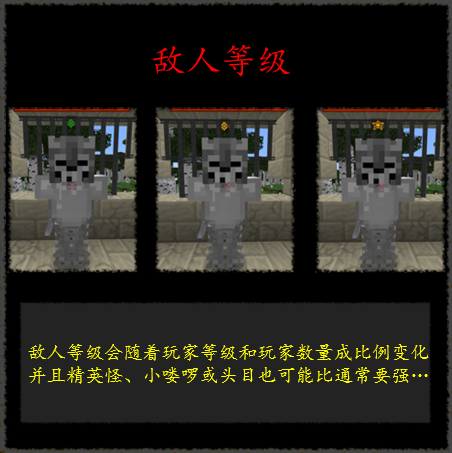 敌人等级
敌人等级会随着玩家等级和玩家数量成比例变化
并且精英怪、小喽啰或头目也可能比通常要强…